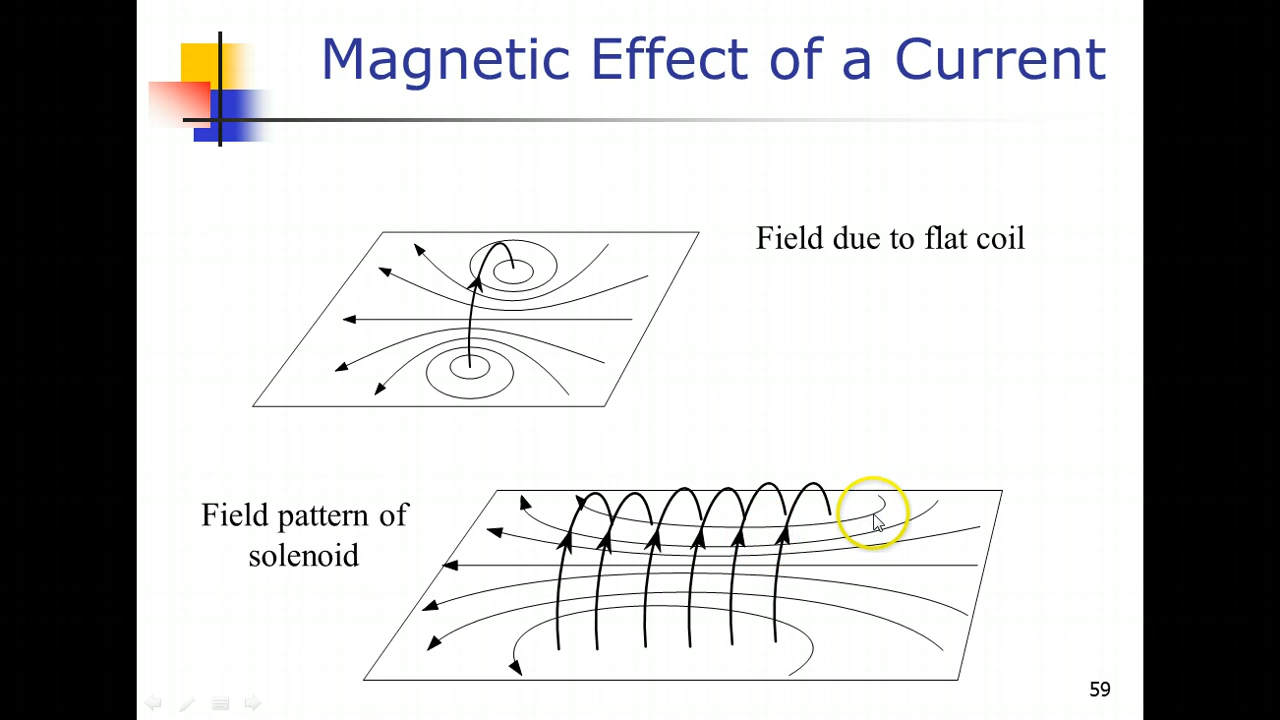 Magnetic Effect of a Current
Field due to flat coil
Field pattern of
solenoid
59